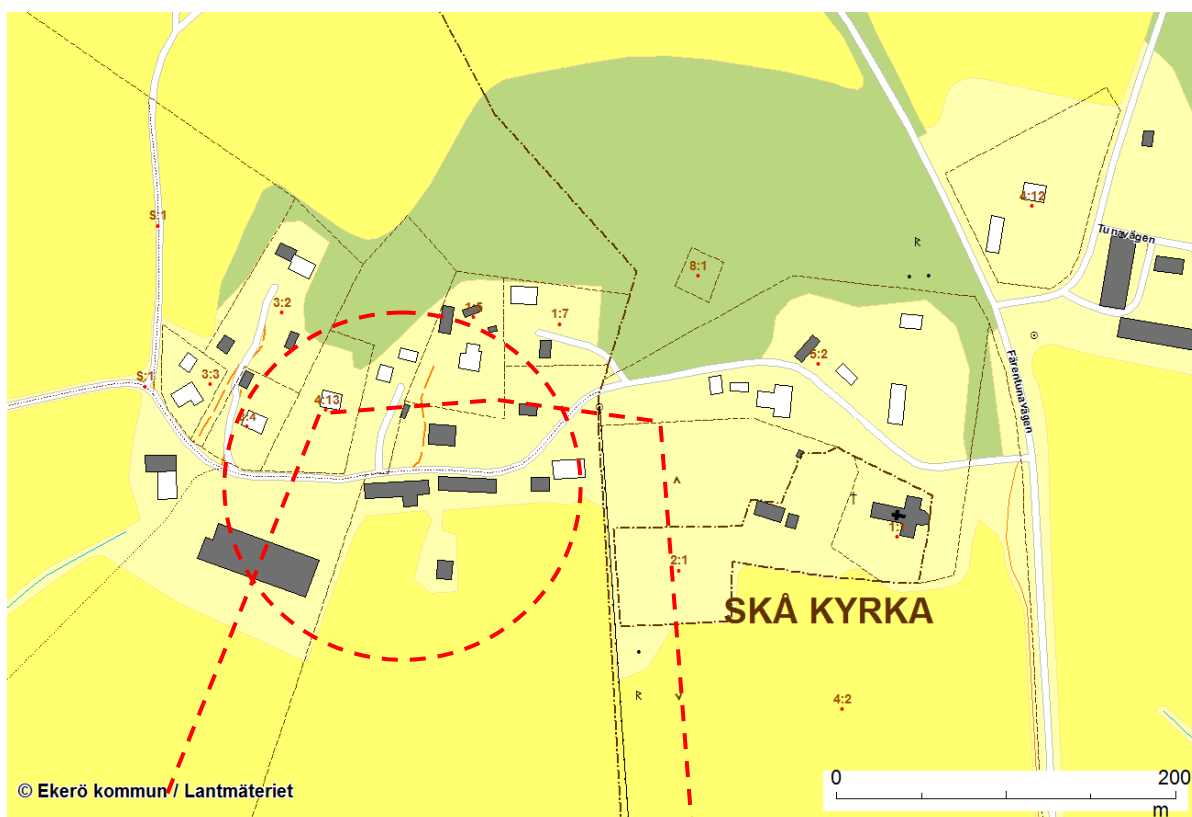 4:12
S:1
Tunavägen
8:1
3:2
1:5
1:7
5:2
Färentunavägen
3:3
S:1
4:13
1:1
2:1
SKÅ KYRKA
4:2
© Ekerö kommun / Lantmäteriet
0
200
m